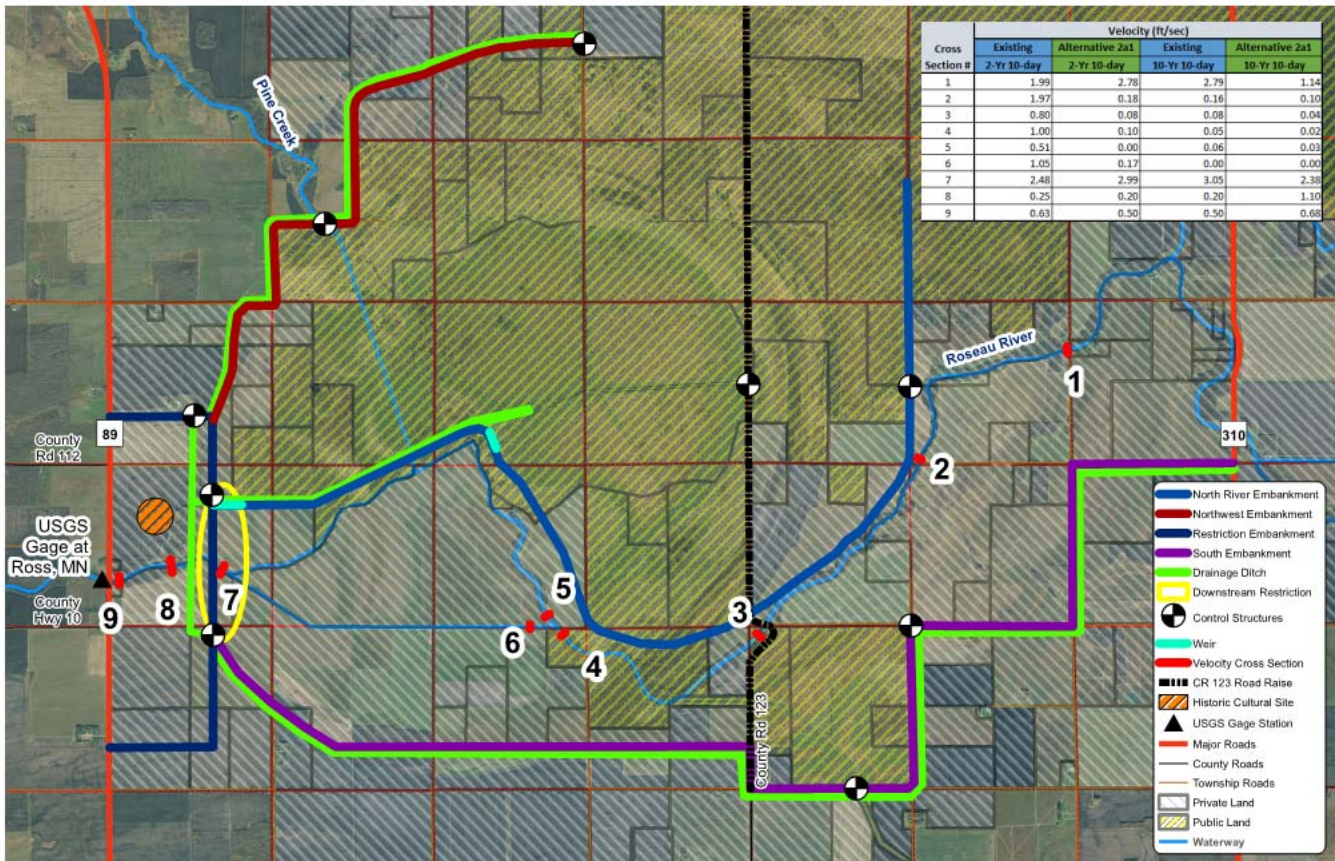 Velocity (ft/sec)
Cross Section # Existing 2-Yr 10-day Alternative 2a1 2-Yr 10-day Existing 10-Yr 10-day Alternative 2a1 10-Yr 10-day
1 1.99 2.78 2.79 1.14
2 1.97 0.18 0.16 0.10
3 0.80 0.08 0.08 0.04
4 1.00 0.10 0.05 0.02
5 0.51 0.00 0.06 0.03
6 1.05 0.17 0.00 0.00
7 2.48 2.99 3.05 2.38
8 0.25 0.20 0.20 1.10
9 0.63 0.50 0.50 0.68
Pine Creek
Roseau River
1
310
2
89
County
Rd 112
USGS
Gage at
Ross, MN
County
Hwy 10
9
8
7
6
5
4
3
County Rd 123
North River Embankment
Northwest Embankment
Restriction Embankment
South Embankment
Drainage Ditch
Downstream Restriction
Control Structures
Weir
Velocity Cross Section
CR 123 Road Raise
Historic Cultural Site
USGS Gage Station
Major Roads
County Roads
Township Roads
Private Land
Public Land
Waterway